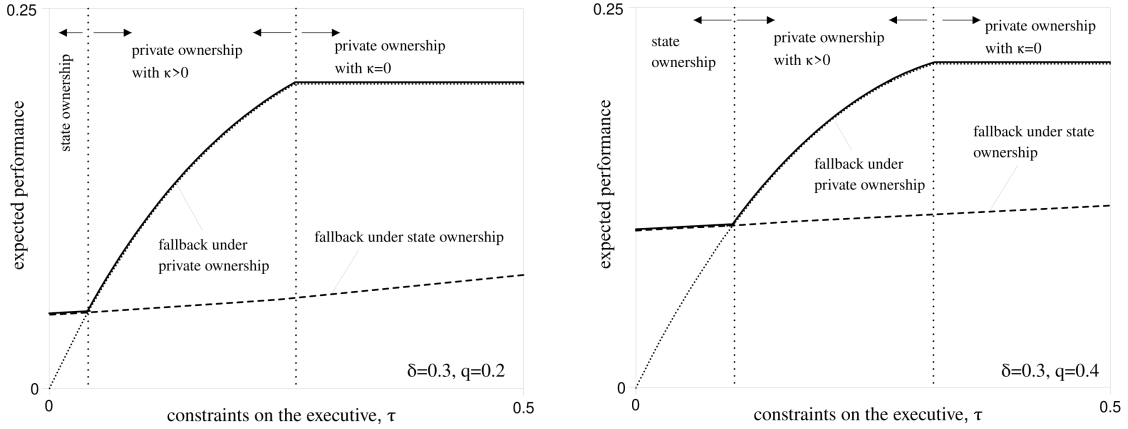 0.25
expected performance
0
state ownership
private ownership
with κ>0
private ownership
with κ=0
fallback under
private ownership
fallback under state ownership
δ=0.3, q=0.2
0
constraints on the executive, τ
0.5
0.25
expected performance
0
state
ownership
private ownership
with κ>0
private ownership
with κ=0
fallback under state
ownership
fallback under
private ownership
δ=0.3, q=0.4
0
constraints on the executive, τ
0.5